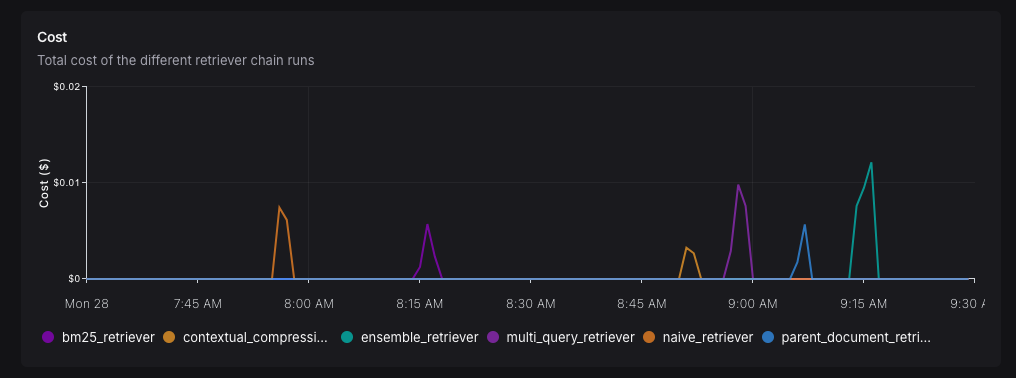 Cost
Total cost of the different retriever chain runs
$0.02
$0.01
$0
Cost ($)
Mon 28 7:45 AM 8:00 AM 8:15 AM 8:30 AM 8:45 AM 9:00 AM 9:15 AM 9:30 A
bm25_retriever contextual_compressi... ensemble_retriever multi_query_retriever naive_retriever parent_document_retri...